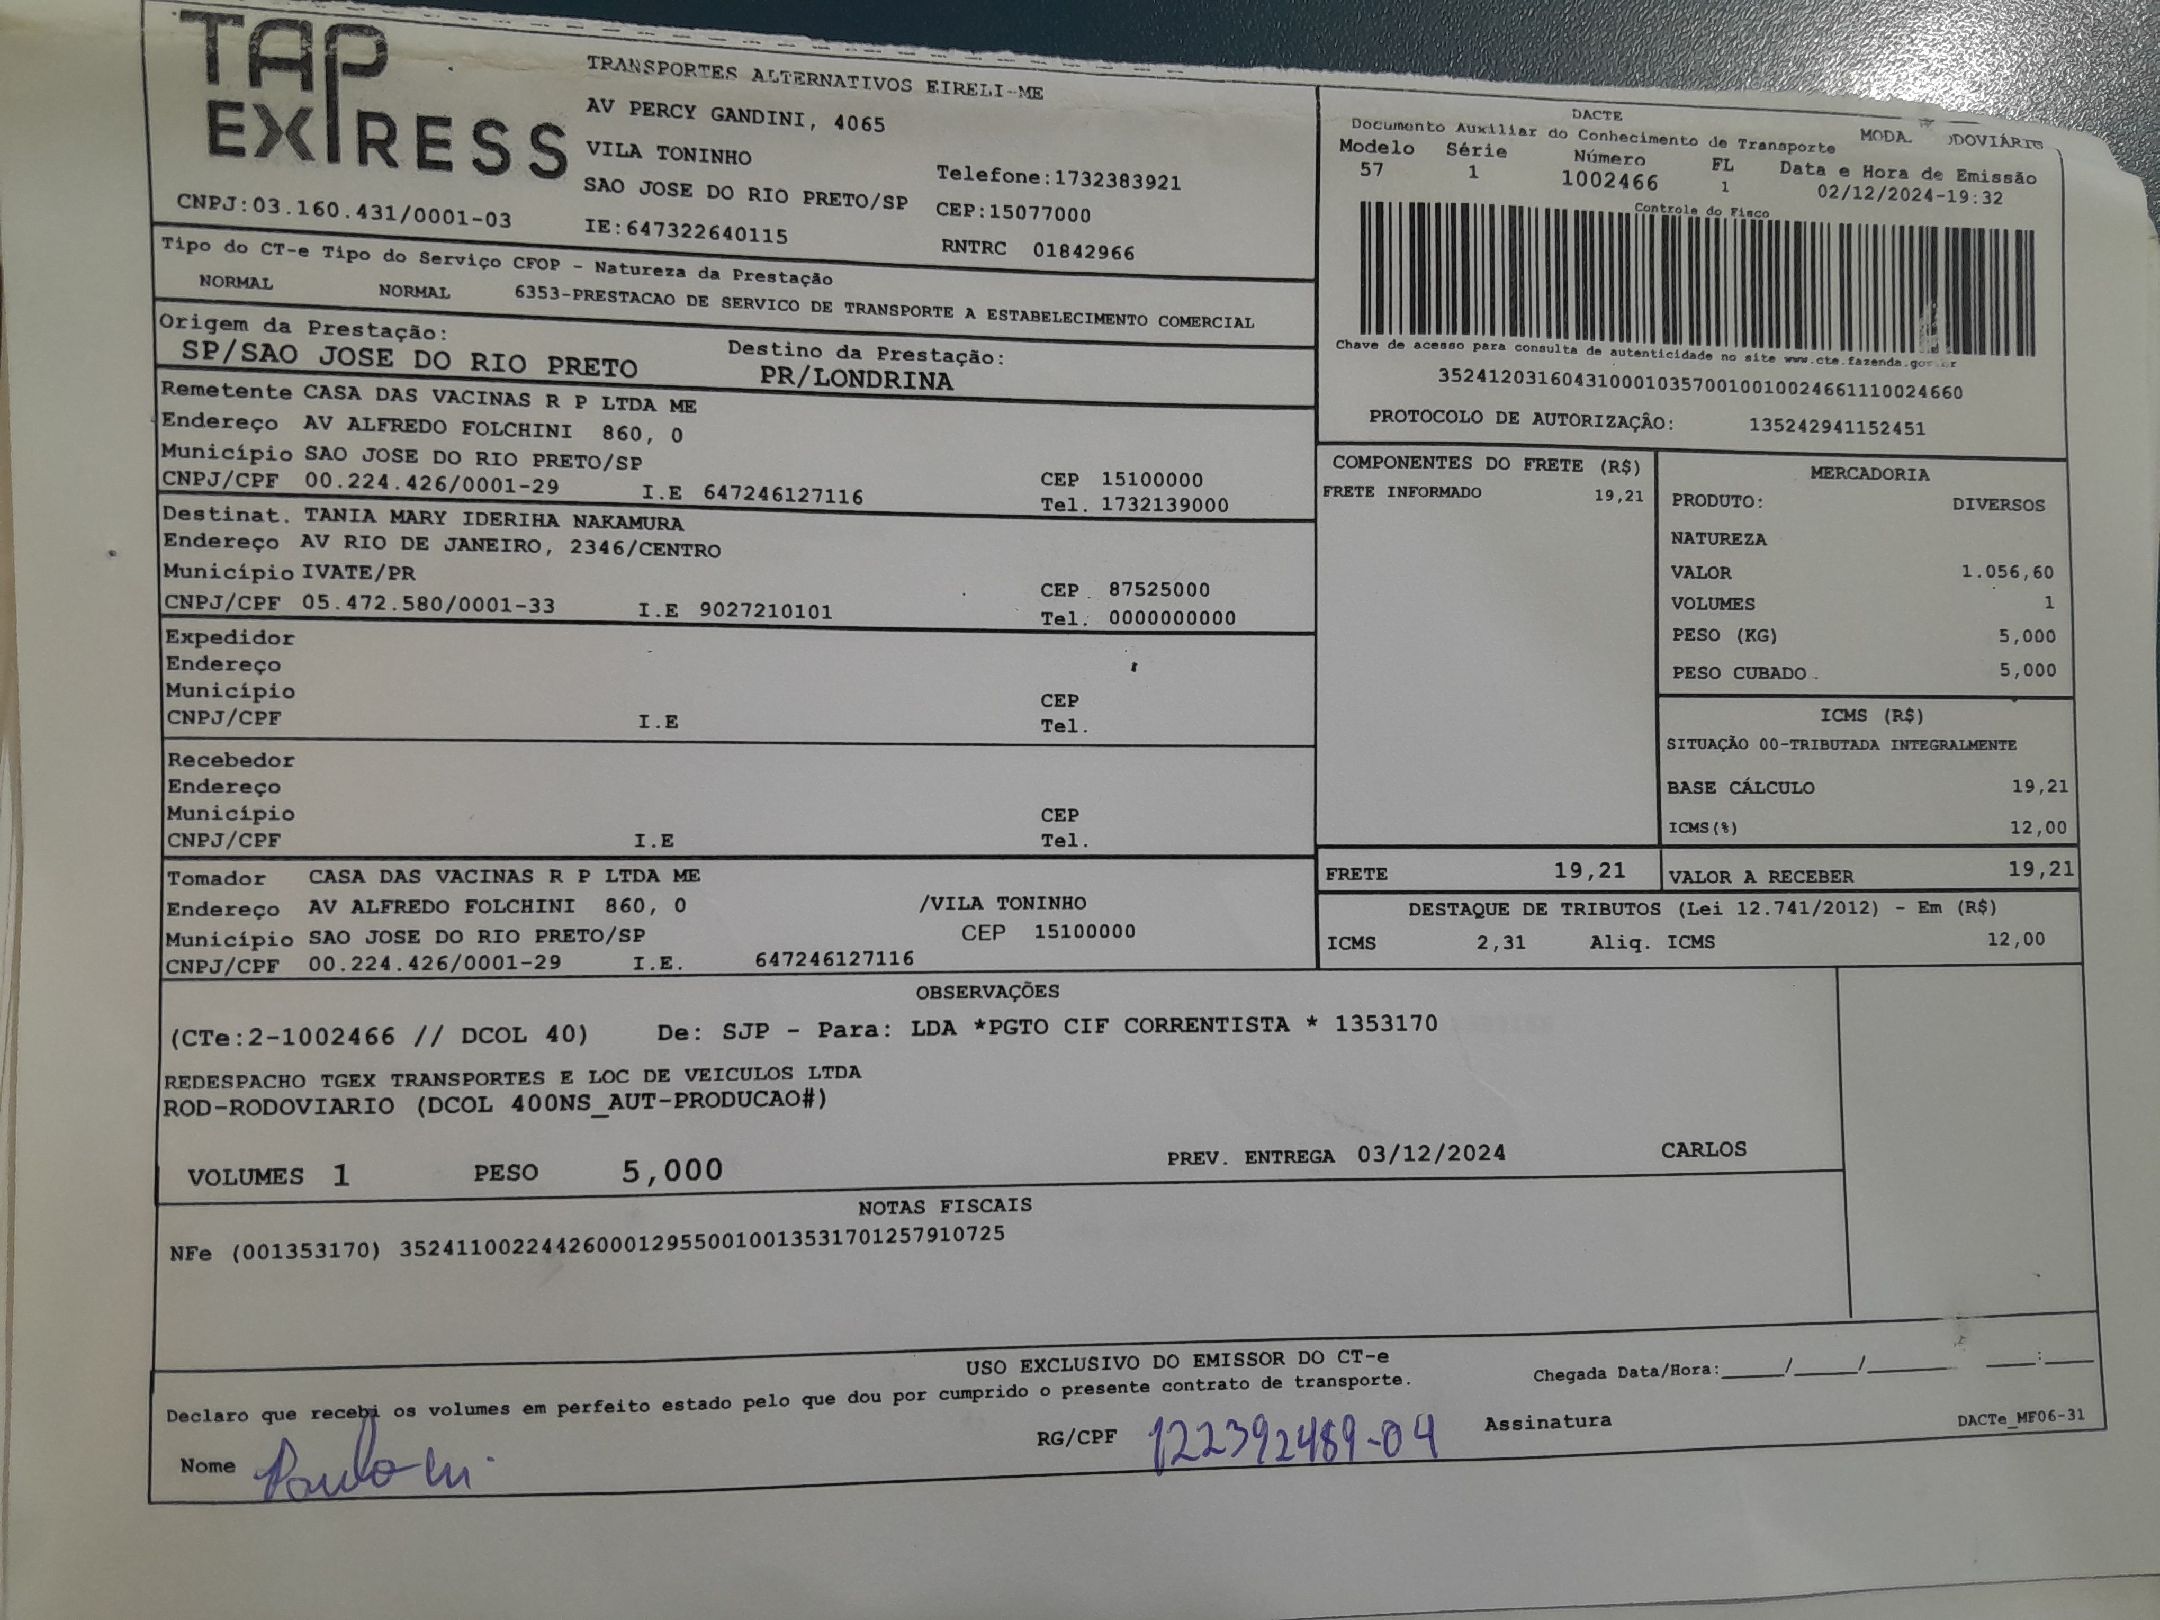 TAP EXPRESS
TRANSPORTES ALTERNATIVOS EIRELI-ME
AV PERCY GANDINI, 4065
VILA TONINHO
Telefone:1732383921
SAO JOSE DO RIO PRETO/SP
CEP:15077000
CNPJ:03.160.431/0001-03
IE:647322640115
RNTRC 01842966
DACTE
Documento Auxiliar do Conhecimento de Transporte
Modelo Série Número FL Data e Hora de Emissão
57 1 1002466 1 02/12/2024-19:32
Controle do Fisco
Chave de acesso para consulta de autenticidade no site
35241203160431000103570010010024661110024660
PROTOCOLO DE AUTORIZAÇÃO: 135242941152451
Tipo do CT-e Tipo do Serviço CFOP - Natureza da Prestação
NORMAL NORMAL 6353-PRESTACAO DE SERVICO DE TRANSPORTE A ESTABELECIMENTO COMERCIAL
Origem da Prestação:
SP/SAO JOSE DO RIO PRETO
Destino da Prestação:
PR/LONDRINA
Remetente CASA DAS VACINAS R P LTDA ME
Endereço AV ALFREDO FOLCHINI 860, 0
Município SAO JOSE DO RIO PRETO/SP
CEP 15100000
CNPJ/CPF 00.224.426/0001-29 I.E 647246127116
Tel. 1732139000
Destinat. TANIA MARY IDERIHA NAKAMURA
Endereço AV RIO DE JANEIRO, 2346/CENTRO
Município IVATE/PR
CEP 87525000
CNPJ/CPF 05.472.580/0001-33 I.E 9027210101
Tel. 0000000000
Expedidor
Endereço
Município
CEP
CNPJ/CPF I.E Tel.
Recebedor
Endereço
Município
CEP
CNPJ/CPF I.E Tel.
Tomador CASA DAS VACINAS R P LTDA ME
Endereço AV ALFREDO FOLCHINI 860, 0 /VILA TONINHO
Município SAO JOSE DO RIO PRETO/SP CEP 15100000
CNPJ/CPF 00.224.426/0001-29 I.E. 647246127116
COMPONENTES DO FRETE (R$)
FRETE INFORMADO 19,21
MERCADORIA
PRODUTO: DIVERSOS
NATUREZA
VALOR 1.056,60
VOLUMES 1
PESO (KG) 5,000
PESO CUBADO 5,000
ICMS (R$)
SITUAÇÃO 00-TRIBUTADA INTEGRALMENTE
BASE CÁLCULO 19,21
ICMS(%) 12,00
FRETE 19,21
VALOR A RECEBER 19,21
DESTAQUE DE TRIBUTOS (Lei 12.741/2012) - Em (R$)
ICMS 2,31 Aliq. ICMS 12,00
OBSERVAÇÕES
(CTe:2-1002466 // DCOL 40) De: SJP - Para: LDA *PGTO CIF CORRENTISTA * 1353170
REDESPACHO TGEX TRANSPORTES E LOC DE VEICULOS LTDA
ROD-RODOVIARIO (DCOL 400NS_AUT-PRODUCAO#)
VOLUMES 1 PESO 5,000 PREV. ENTREGA 03/12/2024 CARLOS
NOTAS FISCAIS
NFe (001353170) 35241100224426000129550010013531701257910725
USO EXCLUSIVO DO EMISSOR DO CT-e
Declaro que recebi os volumes em perfeito estado pelo que dou por cumprido o presente contrato de transporte.
Chegada Data/Hora:____/____/______ ___:___
Nome
RG/CPF 122392489-04
Assinatura
DACTe_MF06-31